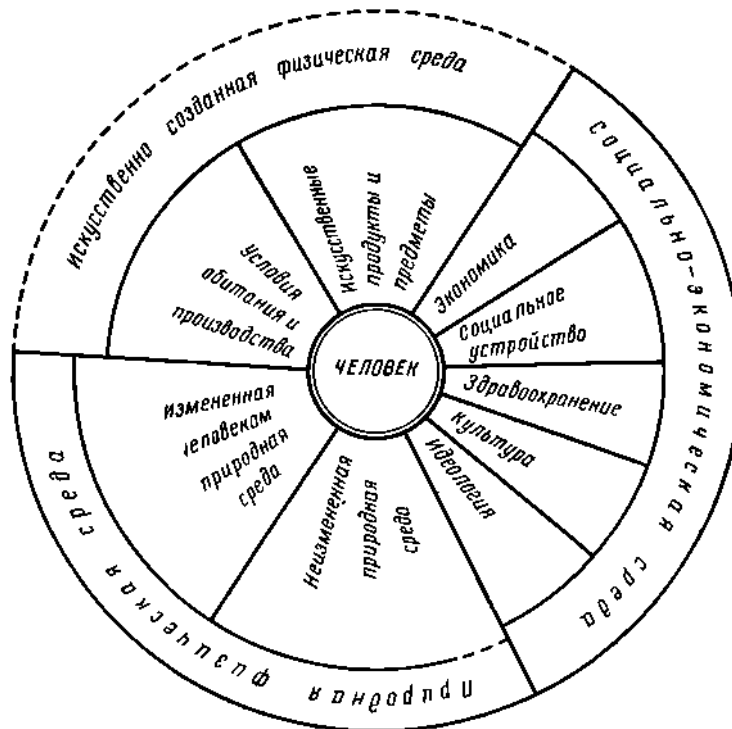 искусственно созданная физическая среда
социально-экономическая среда
Природная физическая среда
Искусственные
продукты и
предметы
Экономика
Социальное
устройство
Здравоохранение
Культура
Идеология
Неизмененная
природная
среда
Измененная
человекам
природная
среда
условия
обитания и
производства
ЧЕЛОВЕК